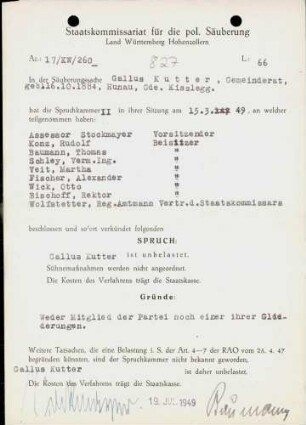 Staatskommissariat für die pol. Säuberung
Land Württemberg Hohenzollern
Az.: 17/XW/260
827
L: 66
In der Säuberungssache Gallus Kutter, Gemeinderat,
geb.16.10.1884, Hunau, Gde. Kisslegg.
hat die Spruchkammer II in ihrer Sitzung am 15.3. 49. an welcher
teilgenommen haben:
Assessor Stockmayer Vorsitzender
Konz, Rudolf Beisitzer
Baumann, Thomas "
Schley, Verm.Ing. "
Veit, Martha "
Fischer, Alexander "
Wick, Otto "
Bischoff, Rektor "
Wolfstetter, Reg.Amtmann Vertr.d.Staatskommissars
beschlossen und sofort verkündet folgenden
SPRUCH:
Gallus Kutter ist unbelastet.
Sühnemaßnahmen werden nicht angeordnet.
Die Kosten des Verfahrens trägt die Staatskasse.
Gründe:
Weder Mitglied der Partei noch einer ihrer Gliederungen.
Weitere Tatsachen, die eine Belastung i. S. der Art. 4—7 der RAO vom 26. 4. 47
begründen könnten, sind der Spruchkammer nicht bekannt geworden.
Gallus Kutter ist daher unbelastet.
Die Kosten des Verfahrens trägt die Staatskasse.
19. JUL. 1949
Baumann